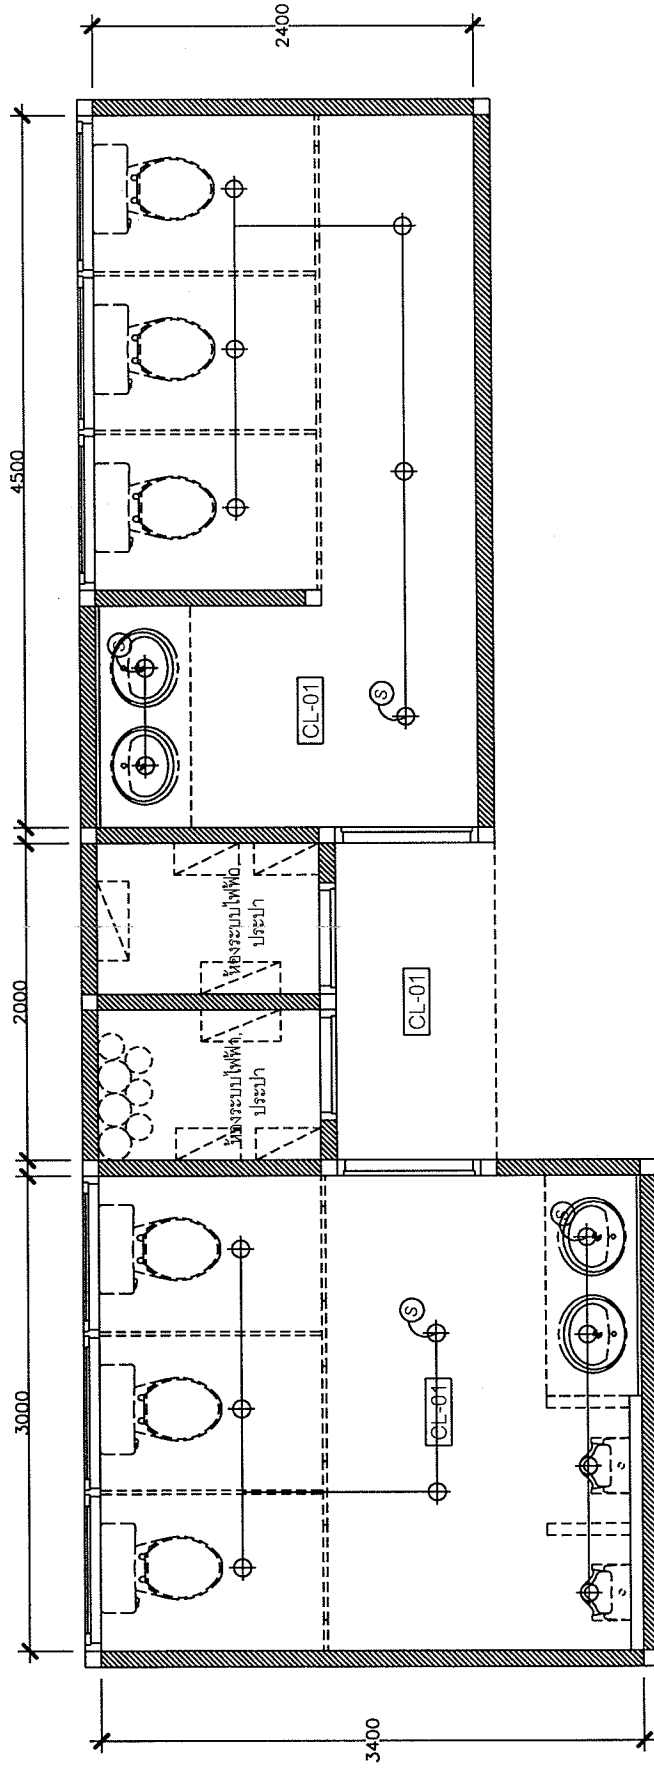 3000
2000
4500
S
ห้องระบบไฟฟ้า,
ประปา
ห้องระบบไฟฟ้า,
ประปา
2400
CL-01
3400
S
S
CL-01
CL-01
S